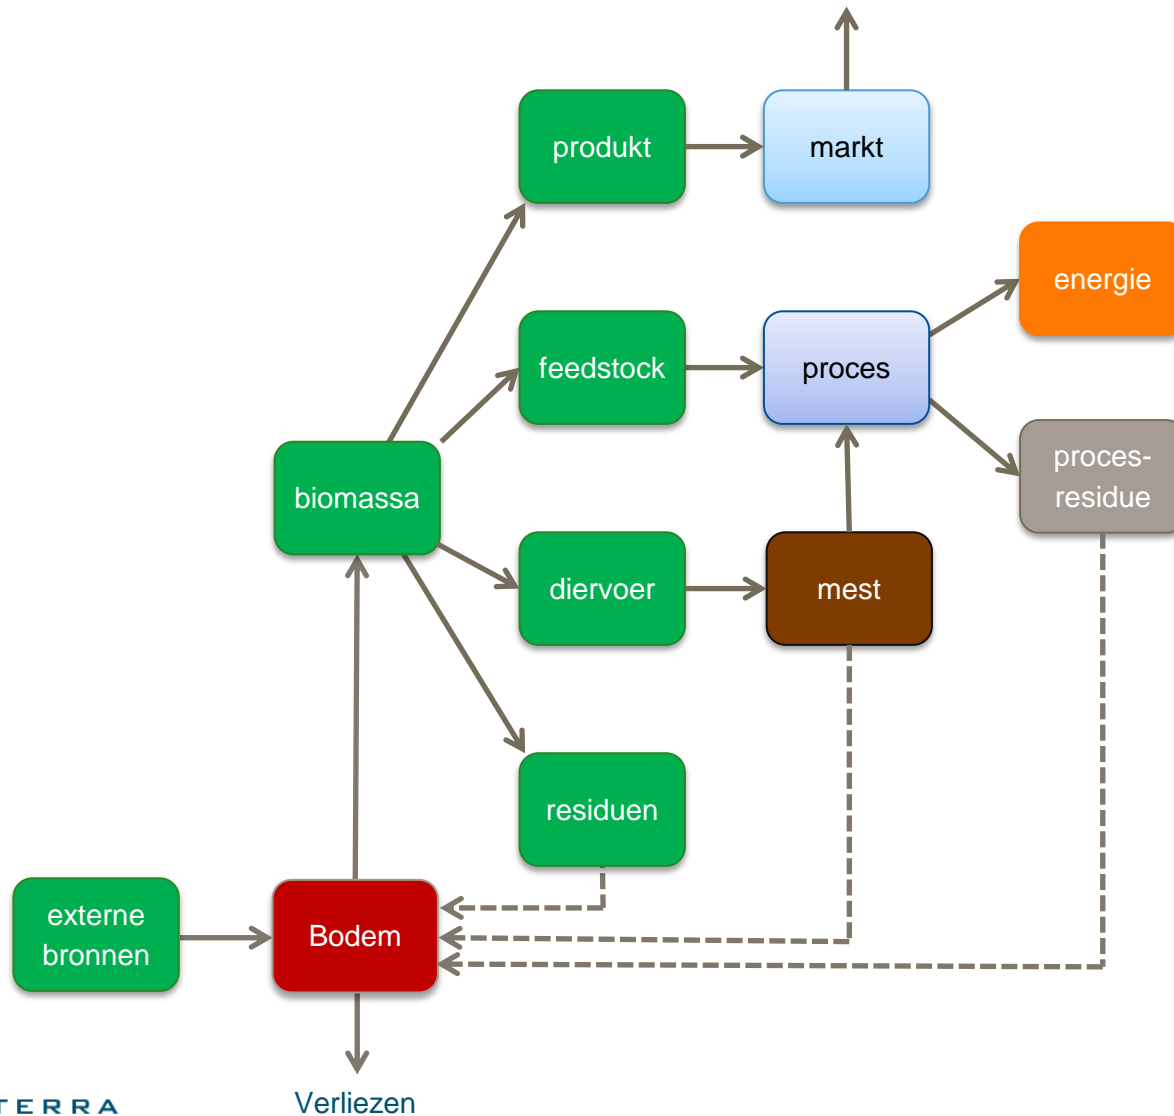 produkt
markt
energie
feedstock
proces
proces-
residue
biomassa
diervoer
mest
residuen
externe
bronnen
Bodem
Verliezen
TERRA